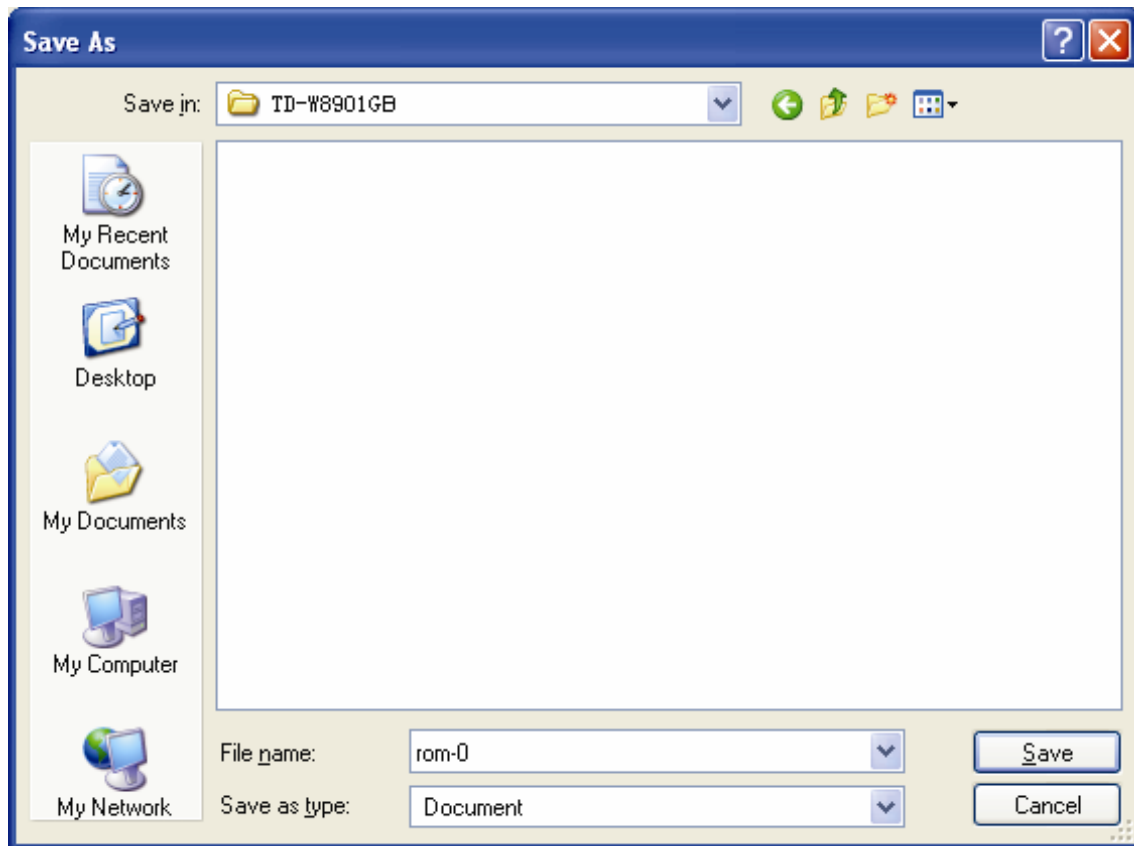 Save As
Save in: TD-W8901GB
My Recent
Documents
Desktop
My Documents
My Computer
My Network
File name: rom-0 Save
Save as type: Document Cancel